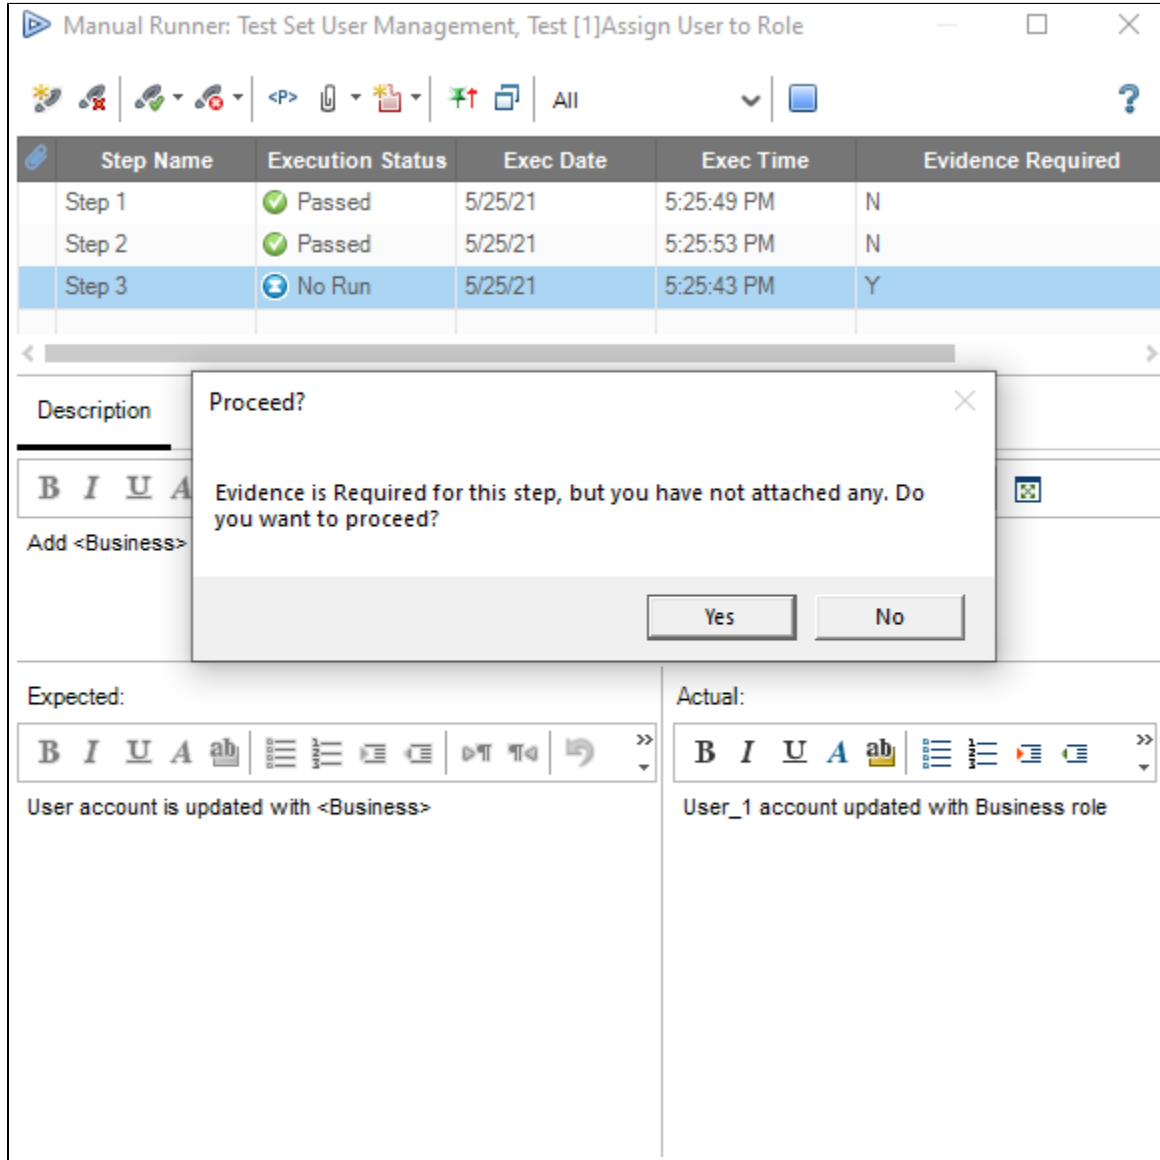 Manual Runner: Test Set User Management, Test [1]Assign User to Role
<P> All ?
Step Name Execution Status Exec Date Exec Time Evidence Required
Step 1 Passed 5/25/21 5:25:49 PM N
Step 2 Passed 5/25/21 5:25:53 PM N
Step 3 No Run 5/25/21 5:25:43 PM Y
Description
Proceed?
B I U A
Evidence is Required for this step, but you have not attached any. Do
you want to proceed?
Add <Business>
Yes No
Expected:
B I U A ab
User account is updated with <Business>
Actual:
B I U A ab
User_1 account updated with Business role